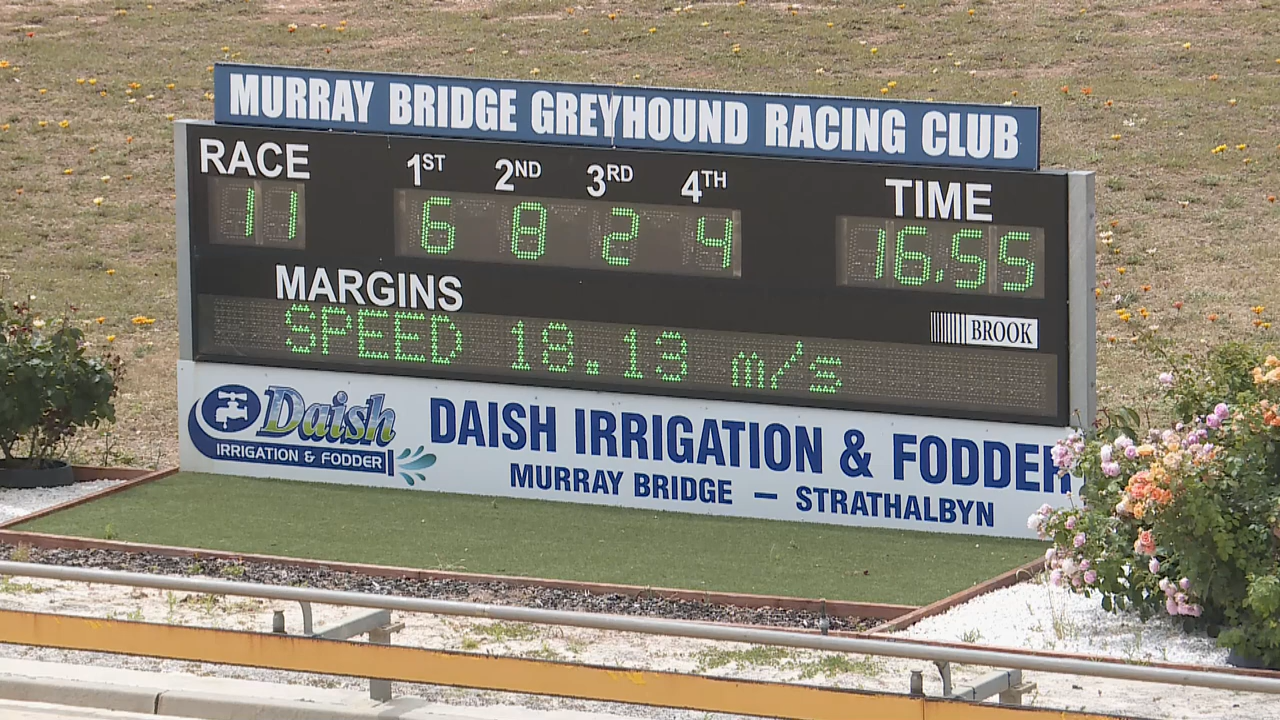 MURRAY BRIDGE GREYHOUND RACING CLUB
RACE 1ST 2ND 3RD 4TH TIME
11 6 8 2 4 16.55
MARGINS
BROOK
SPEED 18.13 m/s
Daish
IRRIGATION & FODDER
DAISH IRRIGATION & FODDER
MURRAY BRIDGE — STRATHALBYN